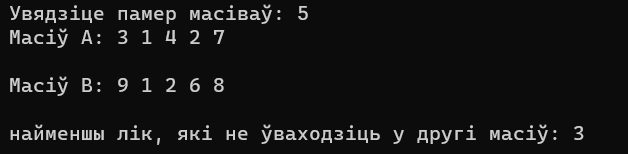 Увядзіце памер масіваў: 5
Масіў A: 3 1 4 2 7
Масіў B: 9 1 2 6 8
найменшы лік, які не ўваходзіць у другі масіў: 3